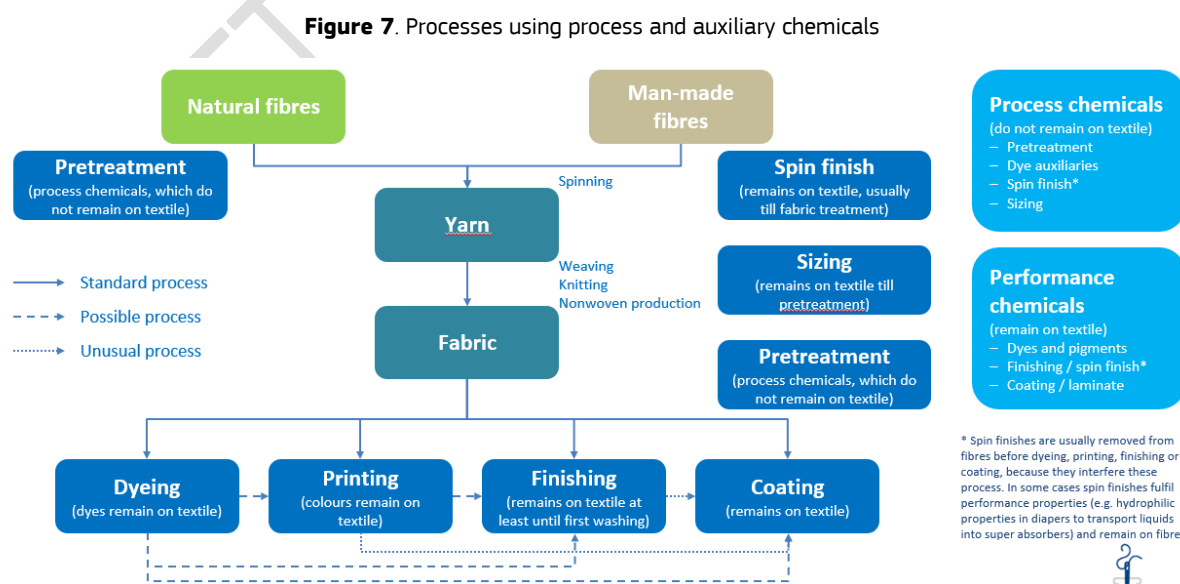 Figure 7. Processes using process and auxiliary chemicals
Natural fibres
Man-made
fibres
Process chemicals
(do not remain on textile)
– Pretreatment
– Dye auxiliaries
– Spin finish*
– Sizing
Pretreatment
(process chemicals, which do
not remain on textile)
Spinning
Spin finish
(remains on textile, usually
till fabric treatment)
Yarn
Weaving
Knitting
Nonwoven production
Sizing
(remains on textile till
pretreatment)
Performance
chemicals
(remain on textile)
– Dyes and pigments
– Finishing / spin finish*
– Coating / laminate
Standard process
Possible process
Unusual process
Fabric
Pretreatment
(process chemicals, which do
not remain on textile)
Dyeing
(dyes remain on textile)
Printing
(colours remain on
textile)
Finishing
(remains on textile at
least until first washing)
Coating
(remains on textile)
* Spin finishes are usually removed from
fibres before dyeing, printing, finishing or
coating, because they interfere these
process. In some cases spin finishes fulfil
performance properties (e.g. hydrophilic
properties in diapers to transport liquids
into super absorbers) and remain on fibre